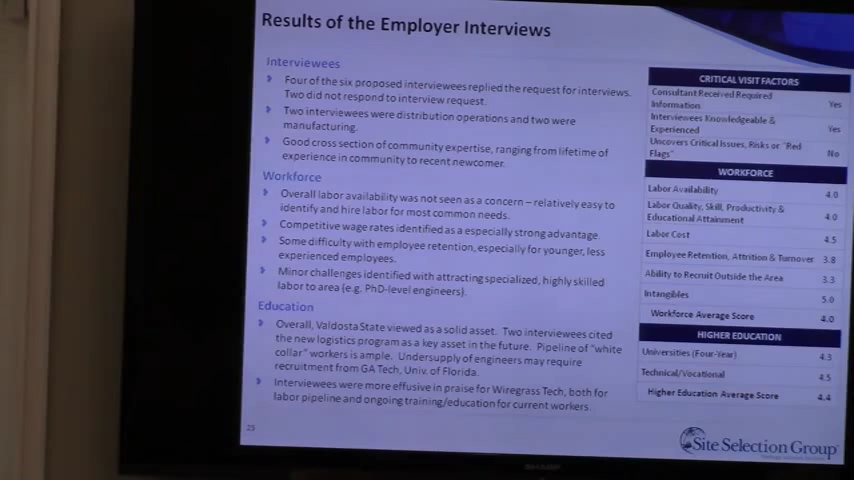 Results of the Employer Interviews
Interviewees
Four of the six proposed interviewees replied the request for interviews.
Two did not respond to interview request.
Two interviewees were distribution operations and two were
manufacturing.
Good cross section of community expertise, ranging from lifetime of
experience in community to recent newcomer.
Workforce
Overall labor availability was not seen as a concern – relatively easy to
identify and hire labor for most common needs.
Competitive wage rates identified as a especially strong advantage.
Some difficulty with employee retention, especially for younger, less
experienced employees.
Minor challenges identified with attracting specialized, highly skilled
labor to area (e.g. PhD-level engineers).
Education
Overall, Valdosta State viewed as a solid asset. Two interviewees cited
the new logistics program as a key asset in the future. Pipeline of "white
collar" workers is ample. Undersupply of engineers may require
recruitment from GA Tech, Univ. of Florida.
Interviewees were more effusive in praise for Wiregrass Tech, both for
labor pipeline and ongoing training/education for current workers.
25
CRITICAL VISIT FACTORS
Consultant Received Required
Information Yes
Interviewees Knowledgeable &
Experienced Yes
Uncovers Critical Issues, Risks or "Red
Flags" No
WORKFORCE
Labor Availability 4.0
Labor Quality, Skill, Productivity &
Educational Attainment 4.0
Labor Cost 4.5
Employee Retention, Attrition & Turnover 3.8
Ability to Recruit Outside the Area 3.3
Intangibles 5.0
Workforce Average Score 4.0
HIGHER EDUCATION
Universities (Four-Year) 4.3
Technical/Vocational 4.5
Higher Education Average Score 4.4
Site Selection Group